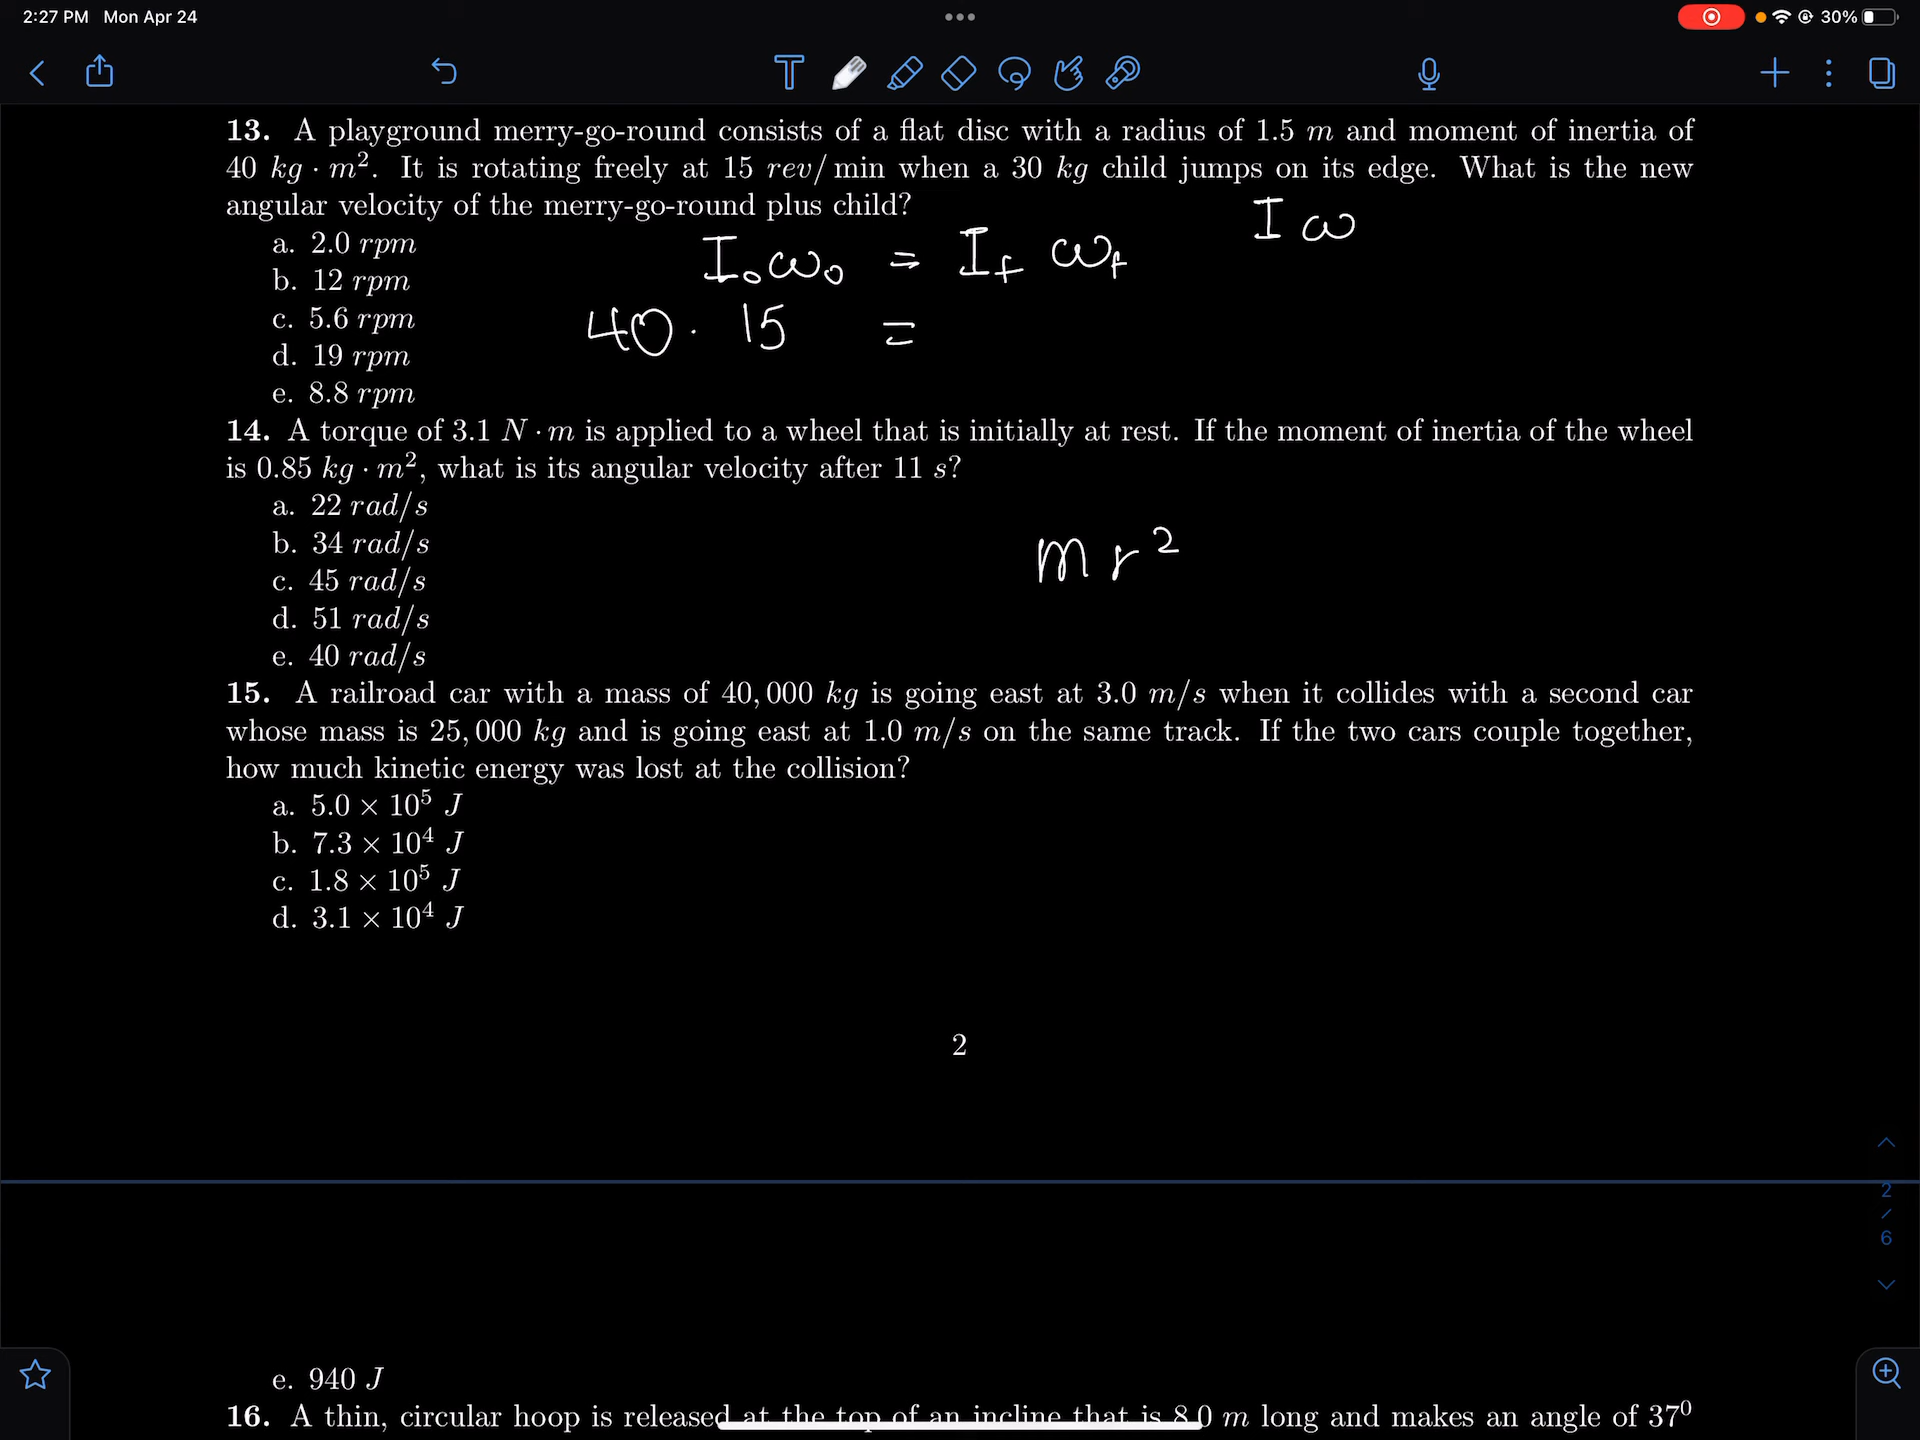 2:27 PM Mon Apr 24
30%
13. A playground merry-go-round consists of a flat disc with a radius of 1.5 m and moment of inertia of
40 kg · m². It is rotating freely at 15 rev/min when a 30 kg child jumps on its edge. What is the new
angular velocity of the merry-go-round plus child?
I ω
a. 2.0 rpm
I₀ω₀ = I_f ω_f
b. 12 rpm
c. 5.6 rpm
40 · 15 =
d. 19 rpm
e. 8.8 rpm
14. A torque of 3.1 N · m is applied to a wheel that is initially at rest. If the moment of inertia of the wheel
is 0.85 kg · m², what is its angular velocity after 11 s?
a. 22 rad/s
b. 34 rad/s
m r²
c. 45 rad/s
d. 51 rad/s
e. 40 rad/s
15. A railroad car with a mass of 40,000 kg is going east at 3.0 m/s when it collides with a second car
whose mass is 25,000 kg and is going east at 1.0 m/s on the same track. If the two cars couple together,
how much kinetic energy was lost at the collision?
a. 5.0 × 10⁵ J
b. 7.3 × 10⁴ J
c. 1.8 × 10⁵ J
d. 3.1 × 10⁴ J
2
2
/
6
e. 940 J
16. A thin, circular hoop is released at the top of an incline that is 8.0 m long and makes an angle of 37⁰